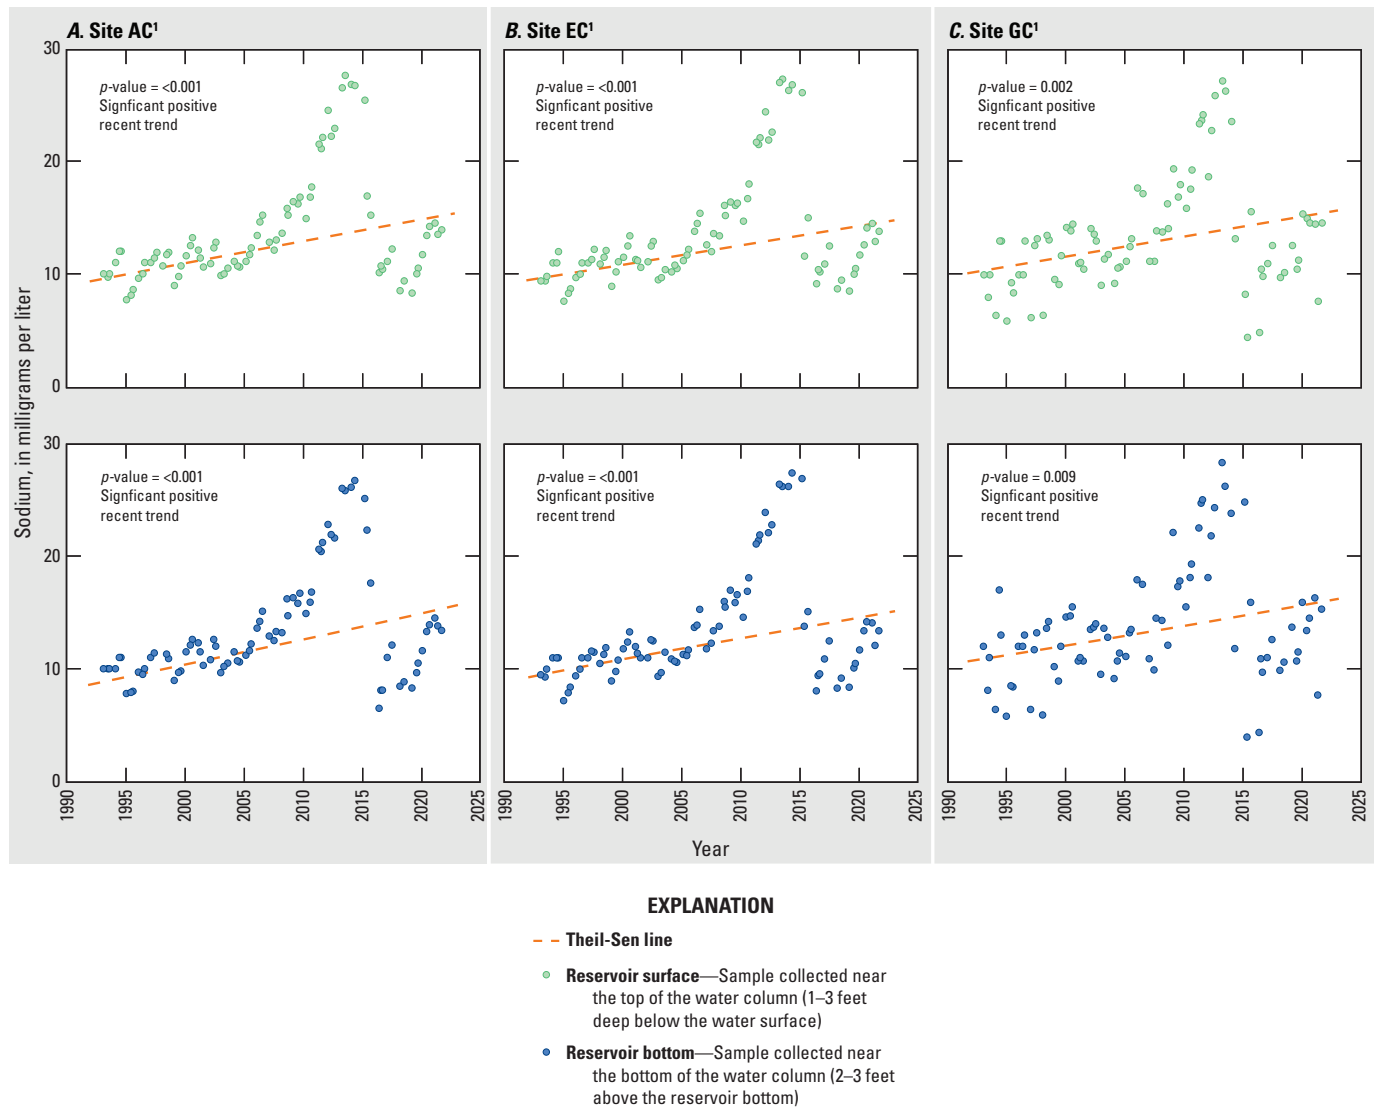 A. Site AC¹
B. Site EC¹
C. Site GC¹
30
20
10
0
p-value = <0.001
Signficant positive
recent trend
p-value = <0.001
Signficant positive
recent trend
p-value = 0.002
Signficant positive
recent trend
Sodium, in milligrams per liter
30
20
10
0
p-value = <0.001
Signficant positive
recent trend
p-value = <0.001
Signficant positive
recent trend
p-value = 0.009
Signficant positive
recent trend
1990 1995 2000 2005 2010 2015 2020 2025
1990 1995 2000 2005 2010 2015 2020 2025
1990 1995 2000 2005 2010 2015 2020 2025
Year
EXPLANATION
Theil-Sen line
Reservoir surface—Sample collected near
the top of the water column (1–3 feet
deep below the water surface)
Reservoir bottom—Sample collected near
the bottom of the water column (2–3 feet
above the reservoir bottom)